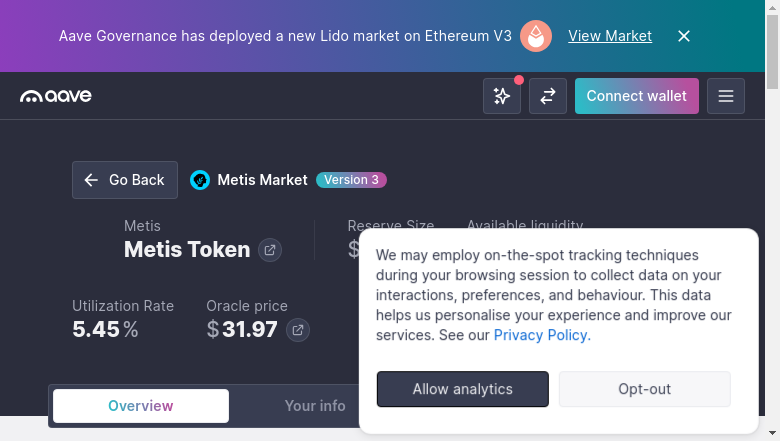 Aave Governance has deployed a new Lido market on Ethereum V3 View Market
aave
Connect wallet
Go Back Metis Market Version 3
Metis Reserve Size Available liquidity
Metis Token $
We may employ on-the-spot tracking techniques
during your browsing session to collect data on your
interactions, preferences, and behaviour. This data
helps us personalise your experience and improve our
services. See our Privacy Policy.
Utilization Rate Oracle price
5.45 % $ 31.97
Allow analytics Opt-out
Overview Your info